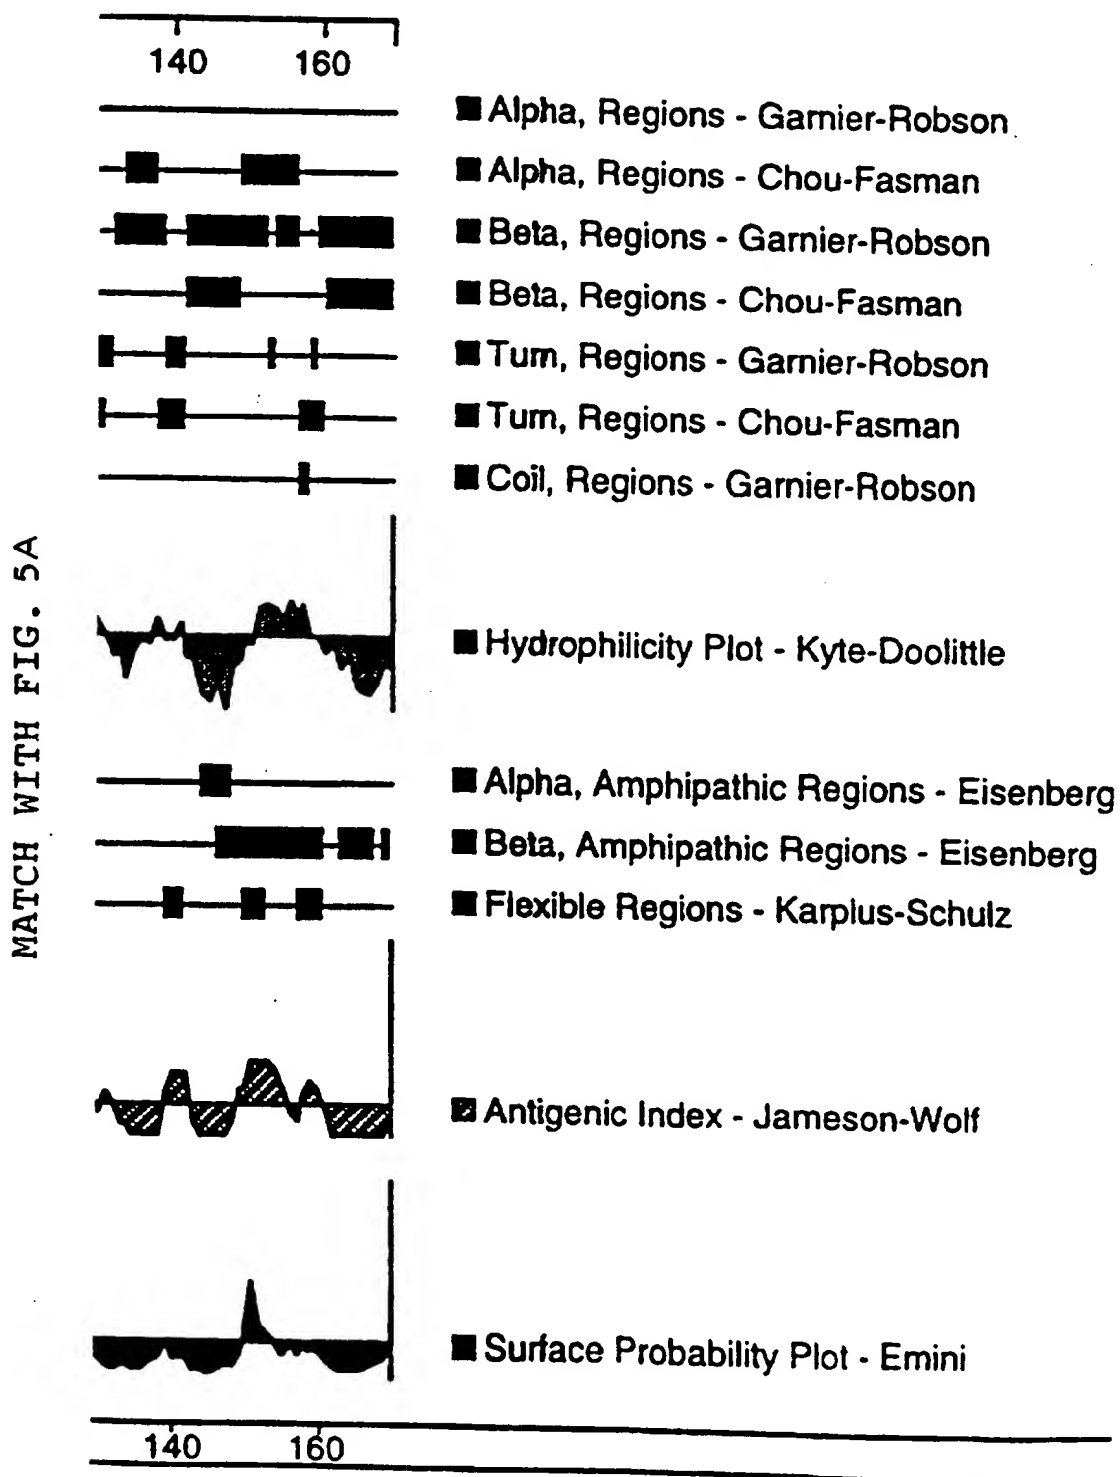 140 160
Alpha, Regions - Garnier-Robson
Alpha, Regions - Chou-Fasman
Beta, Regions - Garnier-Robson
Beta, Regions - Chou-Fasman
Turn, Regions - Garnier-Robson
Turn, Regions - Chou-Fasman
Coil, Regions - Garnier-Robson
MATCH WITH FIG. 5A
Hydrophilicity Plot - Kyte-Doolittle
Alpha, Amphipathic Regions - Eisenberg
Beta, Amphipathic Regions - Eisenberg
Flexible Regions - Karplus-Schulz
Antigenic Index - Jameson-Wolf
Surface Probability Plot - Emini
140 160